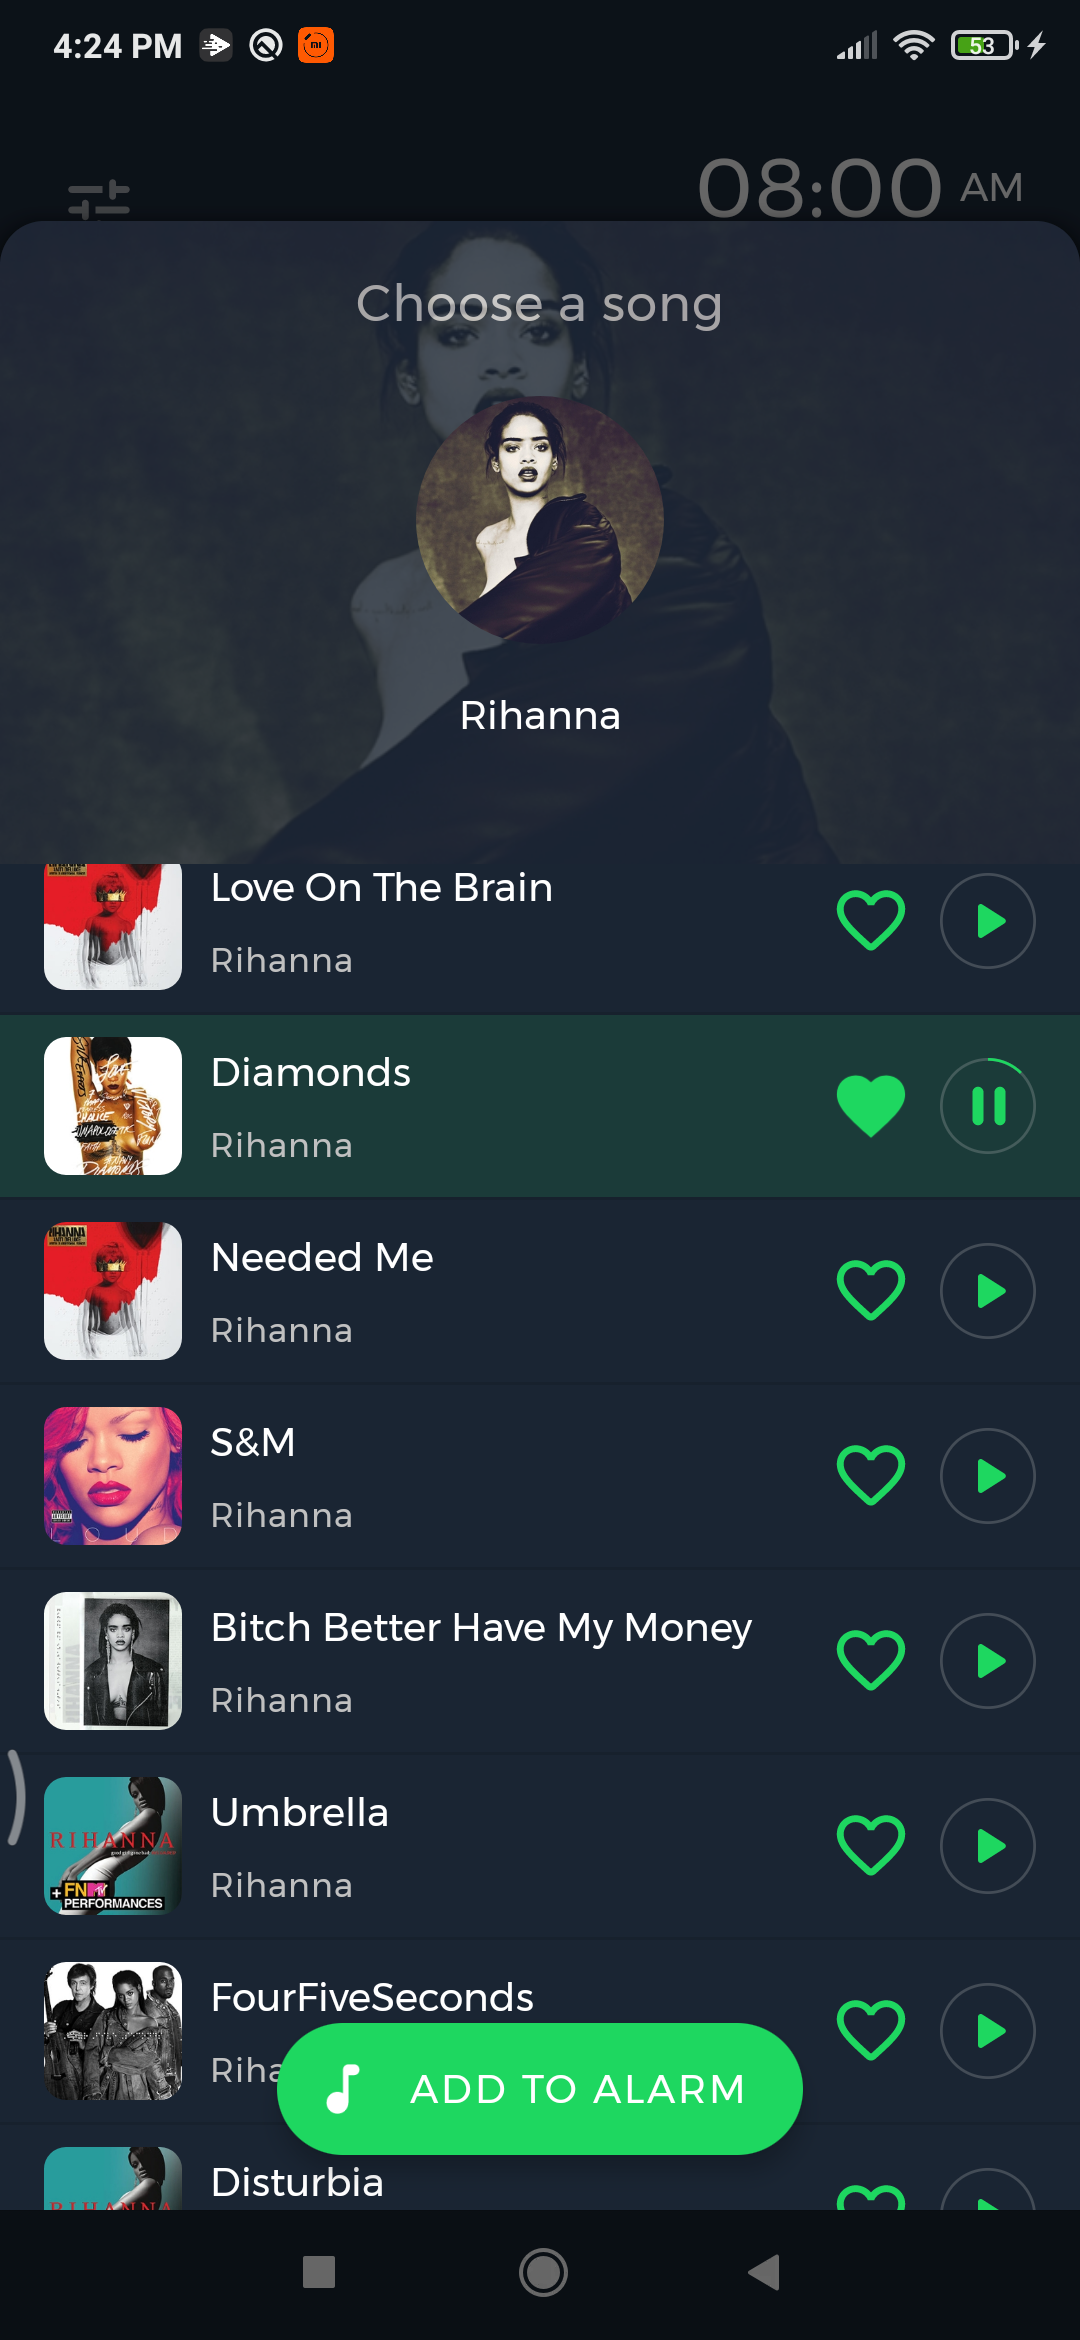 4:24 PM
53
08:00 AM
Choose a song
Rihanna
Love On The Brain
Rihanna
Diamonds
Rihanna
Needed Me
Rihanna
S&M
Rihanna
Bitch Better Have My Money
Rihanna
Umbrella
Rihanna
RIHANNA
+ FN MTV
PERFORMANCES
FourFiveSeconds
Riha
ADD TO ALARM
Disturbia